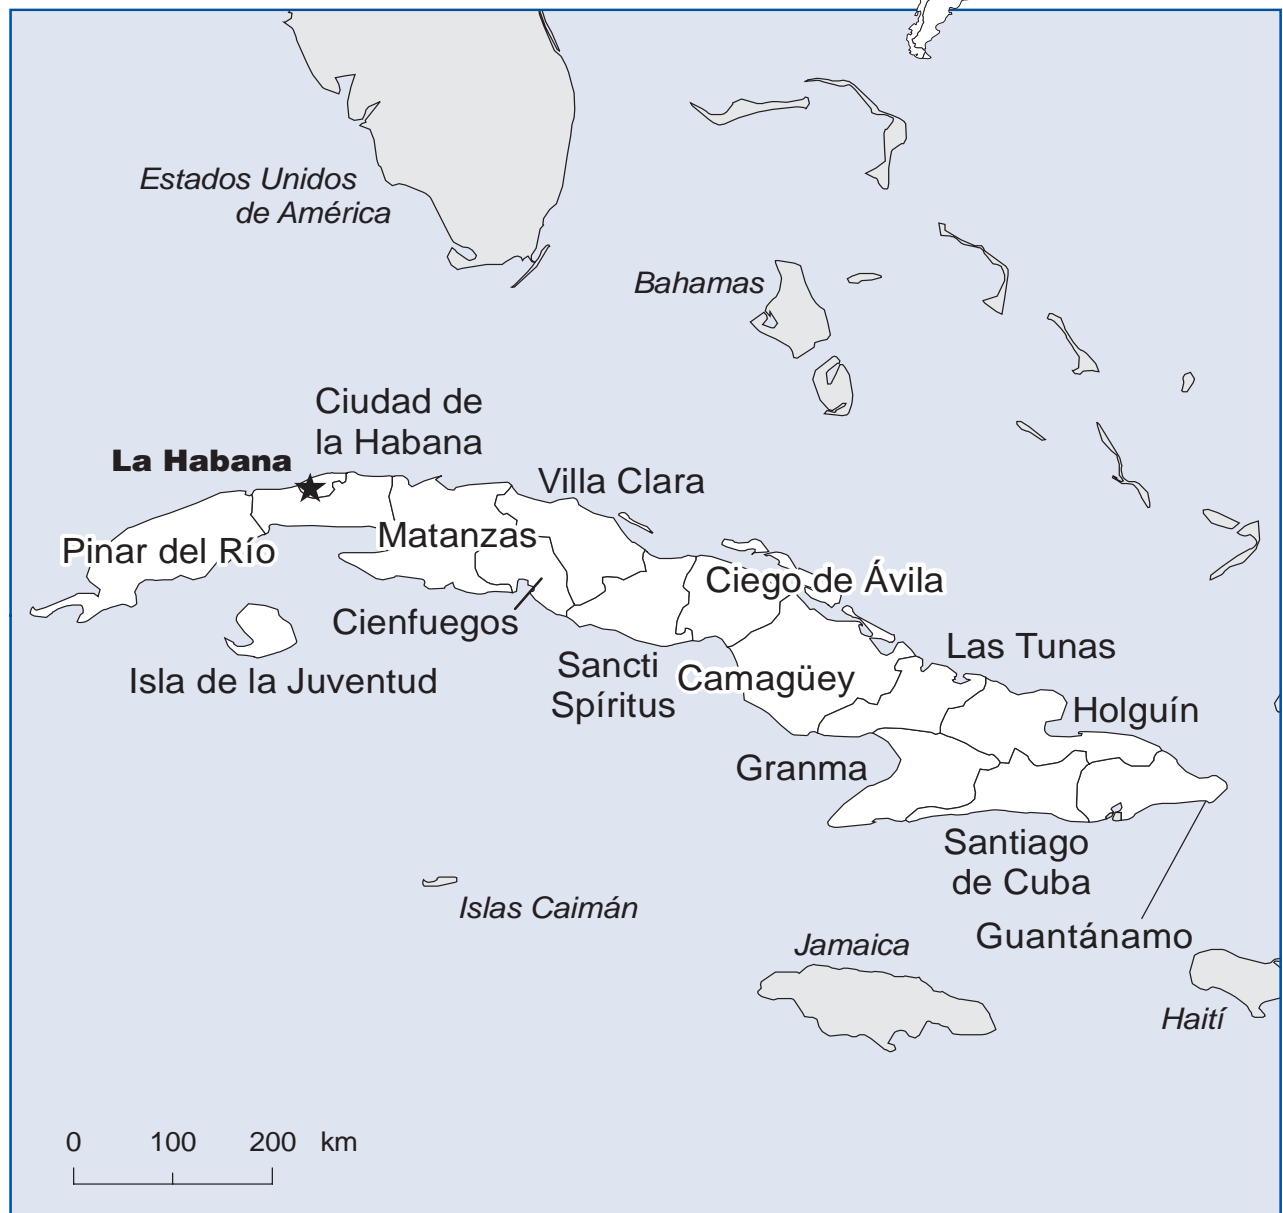 Estados Unidos
de América
Bahamas
Ciudad de
la Habana
La Habana
Villa Clara
Matanzas
Pinar del Río
Ciego de Ávila
Cienfuegos
Las Tunas
Sancti
Spíritus
Camagüey
Isla de la Juventud
Holguín
Granma
Santiago
de Cuba
Islas Caimán
Guantánamo
Jamaica
Haití
0 100 200 km